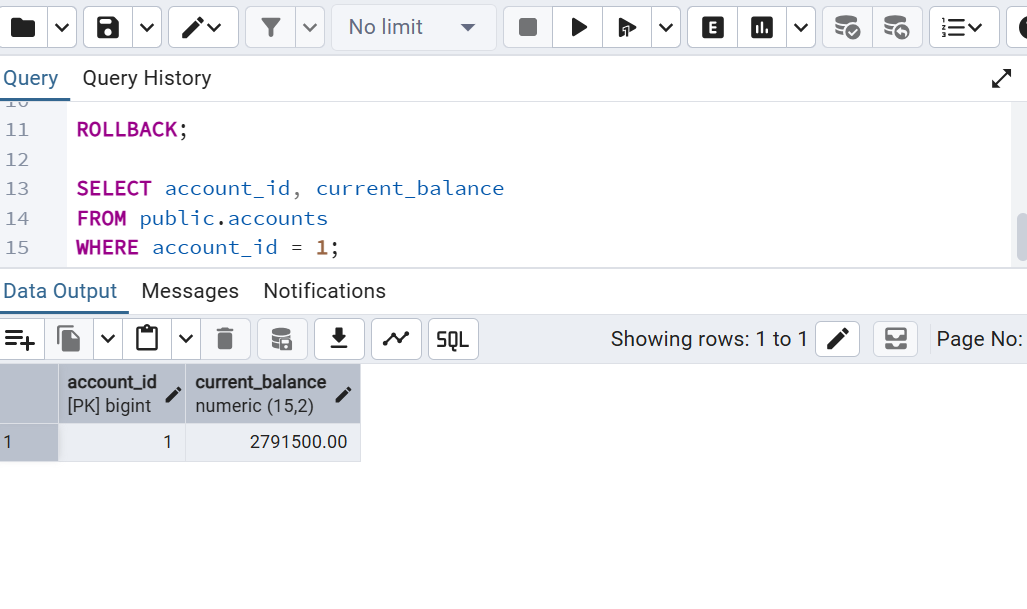 No limit
E
Query Query History
10
11 ROLLBACK;
12
13 SELECT account_id, current_balance
14 FROM public.accounts
15 WHERE account_id = 1;
Data Output Messages Notifications
SQL Showing rows: 1 to 1 Page No:
account_id current_balance
[PK] bigint numeric (15,2)
1 1 2791500.00